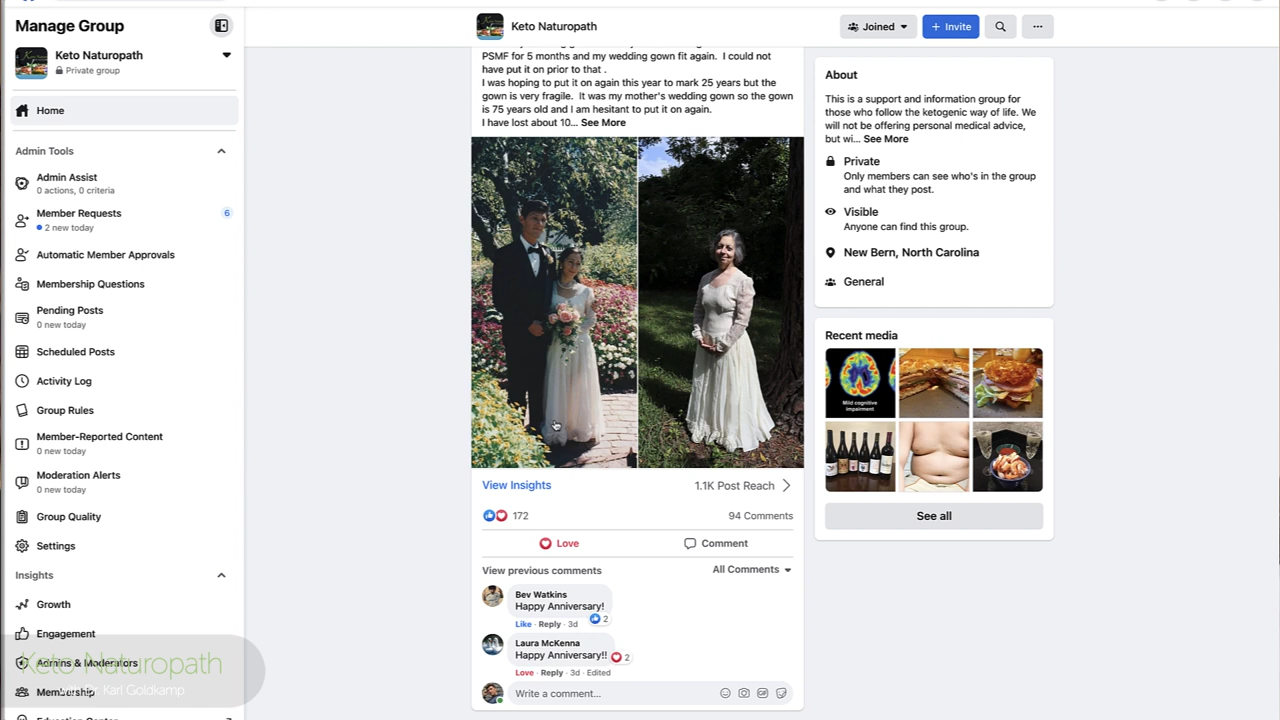 Manage Group
Keto Naturopath
Private group
Home
Admin Tools
Admin Assist
0 actions, 0 criteria
Member Requests
6
2 new today
Automatic Member Approvals
Membership Questions
Pending Posts
0 new today
Scheduled Posts
Activity Log
Group Rules
Member-Reported Content
0 new today
Moderation Alerts
0 new today
Group Quality
Settings
Insights
Growth
Engagement
Admins & Moderators
Membership
Keto Naturopath
Dr. Karl Goldkamp
Keto Naturopath
Joined
+ Invite
PSMF for 5 months and my wedding gown fit again. I could not
have put it on prior to that .
I was hoping to put it on again this year to mark 25 years but the
gown is very fragile. It was my mother's wedding gown so the gown
is 75 years old and I am hesitant to put it on again.
I have lost about 10... See More
View Insights
1.1K Post Reach
172
94 Comments
Love
Comment
View previous comments
All Comments
Bev Watkins
Happy Anniversary!
2
Like · Reply · 3d
Laura McKenna
Happy Anniversary!!
2
Love · Reply · 3d · Edited
Write a comment...
GIF
About
This is a support and information group for
those who follow the ketogenic way of life. We
will not be offering personal medical advice,
but wi... See More
Private
Only members can see who's in the group
and what they post.
Visible
Anyone can find this group.
New Bern, North Carolina
General
Recent media
Mild cognitive
impairment
See all